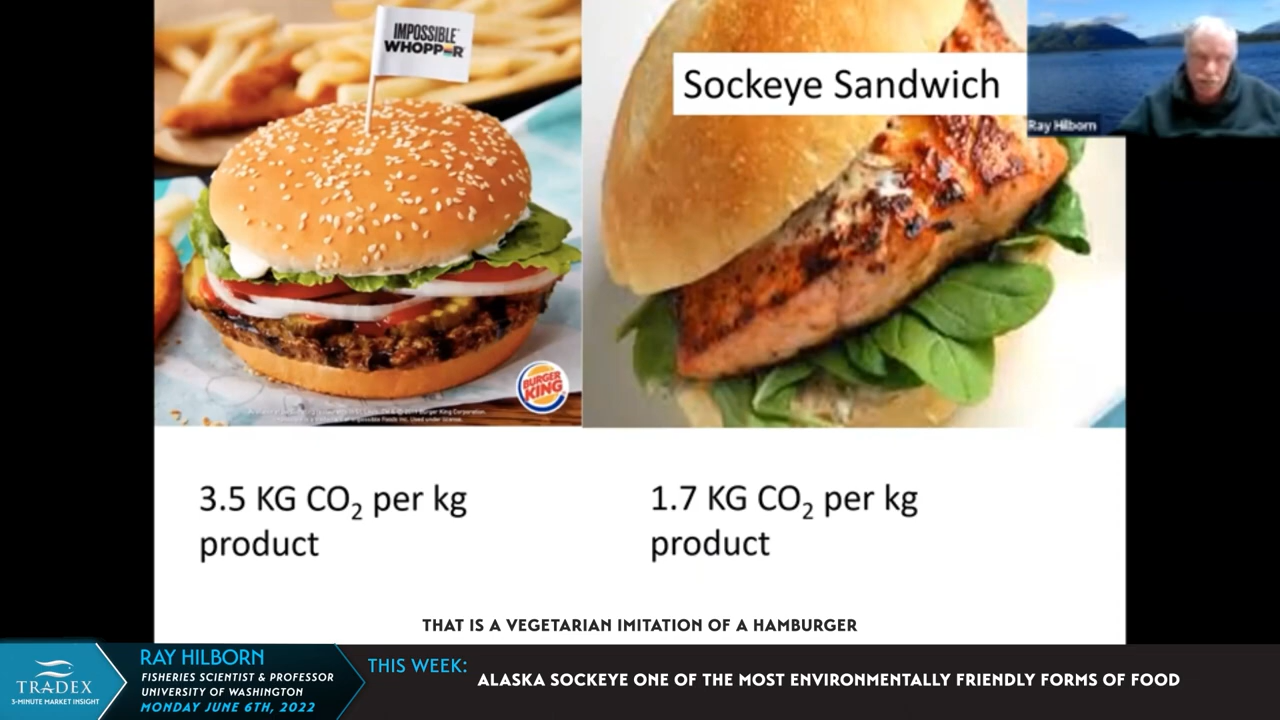 IMPOSSIBLE™
WHOPPER
Sockeye Sandwich
Ray Hilborn
BURGER
KING
3.5 KG CO₂ per kg
product
1.7 KG CO₂ per kg
product
THAT IS A VEGETARIAN IMITATION OF A HAMBURGER
TRADEX
3-MINUTE MARKET INSIGHT
RAY HILBORN
FISHERIES SCIENTIST & PROFESSOR
UNIVERSITY OF WASHINGTON
MONDAY JUNE 6TH, 2022
THIS WEEK:
ALASKA SOCKEYE ONE OF THE MOST ENVIRONMENTALLY FRIENDLY FORMS OF FOOD